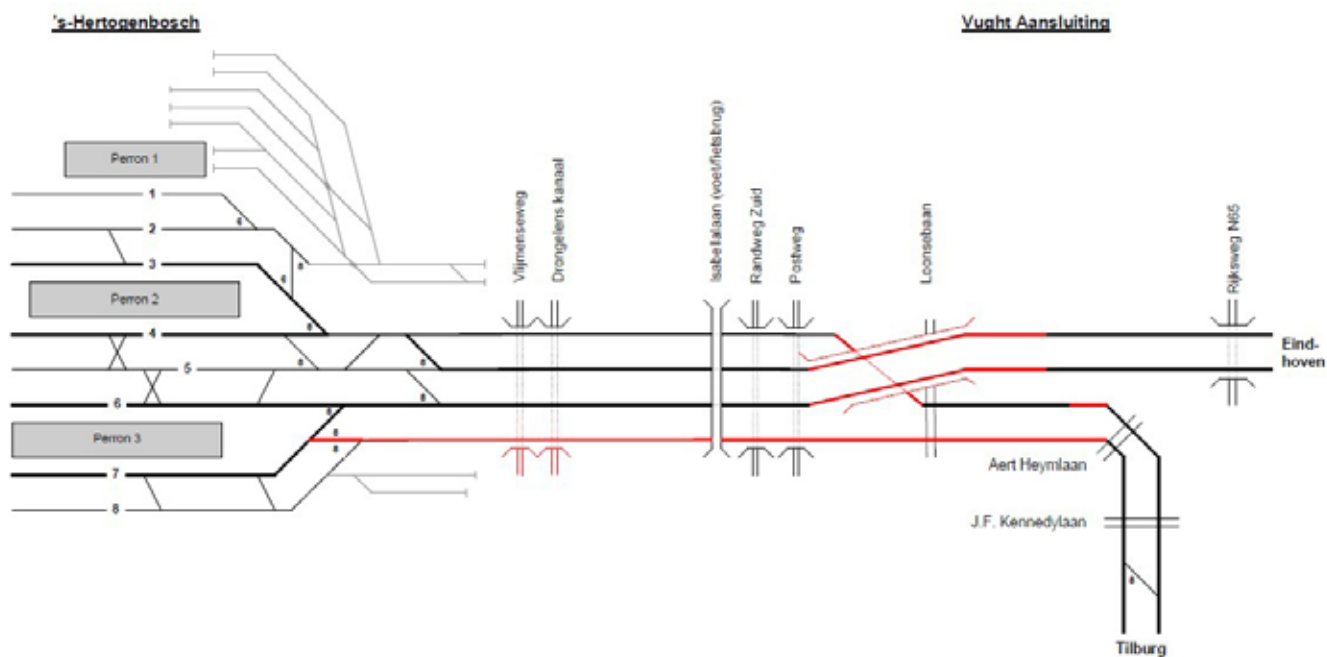 's-Hertogenbosch
Vught Aansluiting
Perron 1
1
2
3
Perron 2
4
5
6
Perron 3
7
8
Vlijmenseweg
Drongelens kanaal
Isabellalaan (voet/fietsbrug)
Randweg Zuid
Postweg
Loonsebaan
Rijksweg N65
Eind-
hoven
Aert Heymlaan
J.F. Kennedylaan
Tilburg